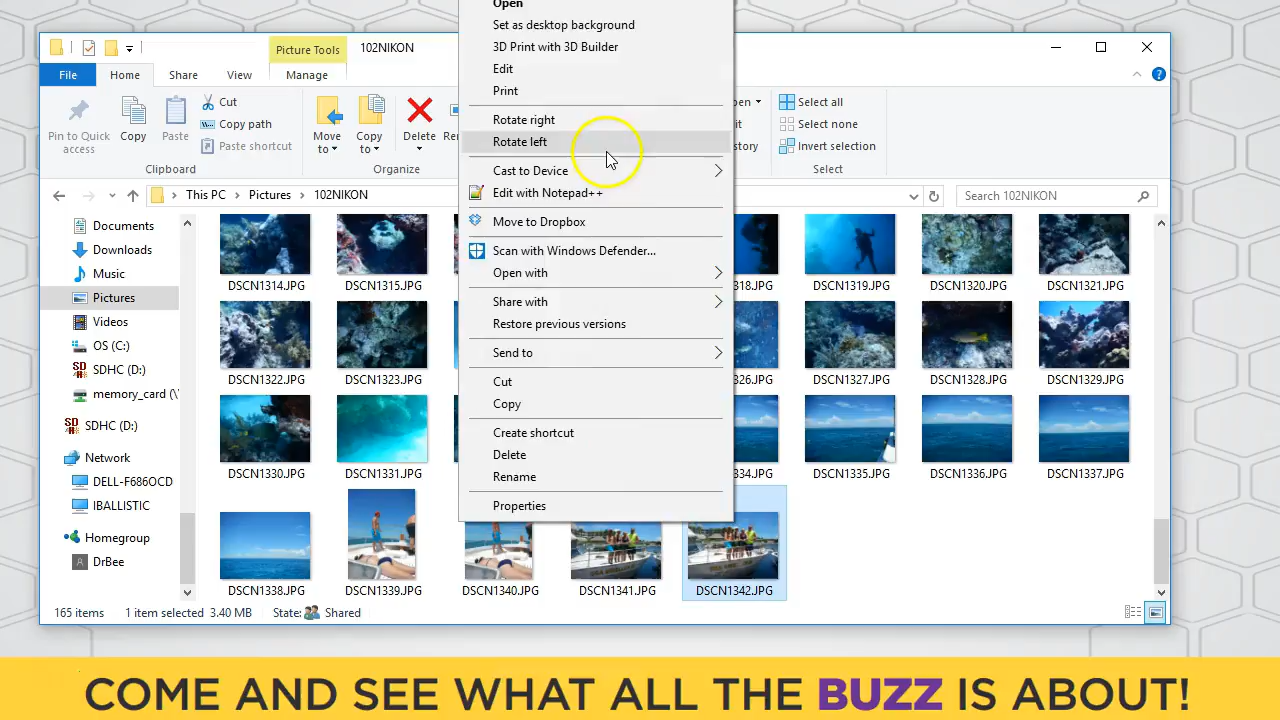 Picture Tools
102NIKON
File
Home
Share
View
Manage
Pin to Quick
access
Copy
Paste
Cut
Copy path
Paste shortcut
Move
to
Copy
to
Delete
Organize
Select all
Select none
Invert selection
Select
Open
Set as desktop background
3D Print with 3D Builder
Edit
Print
Rotate right
Rotate left
Cast to Device
Edit with Notepad++
Move to Dropbox
Scan with Windows Defender...
Open with
Share with
Restore previous versions
Send to
Cut
Copy
Create shortcut
Delete
Rename
Properties
This PC
Pictures
102NIKON
Search 102NIKON
Documents
Downloads
Music
Pictures
Videos
OS (C:)
SDHC (D:)
memory_card (\
SDHC (D:)
Network
DELL-F686OCD
IBALLISTIC
Homegroup
DrBee
DSCN1314.JPG
DSCN1315.JPG
318.JPG
DSCN1319.JPG
DSCN1320.JPG
DSCN1321.JPG
DSCN1322.JPG
DSCN1323.JPG
326.JPG
DSCN1327.JPG
DSCN1328.JPG
DSCN1329.JPG
DSCN1330.JPG
DSCN1331.JPG
334.JPG
DSCN1335.JPG
DSCN1336.JPG
DSCN1337.JPG
DSCN1338.JPG
DSCN1339.JPG
DSCN1340.JPG
DSCN1341.JPG
DSCN1342.JPG
165 items
1 item selected 3.40 MB
State:
Shared
COME AND SEE WHAT ALL THE BUZZ IS ABOUT!